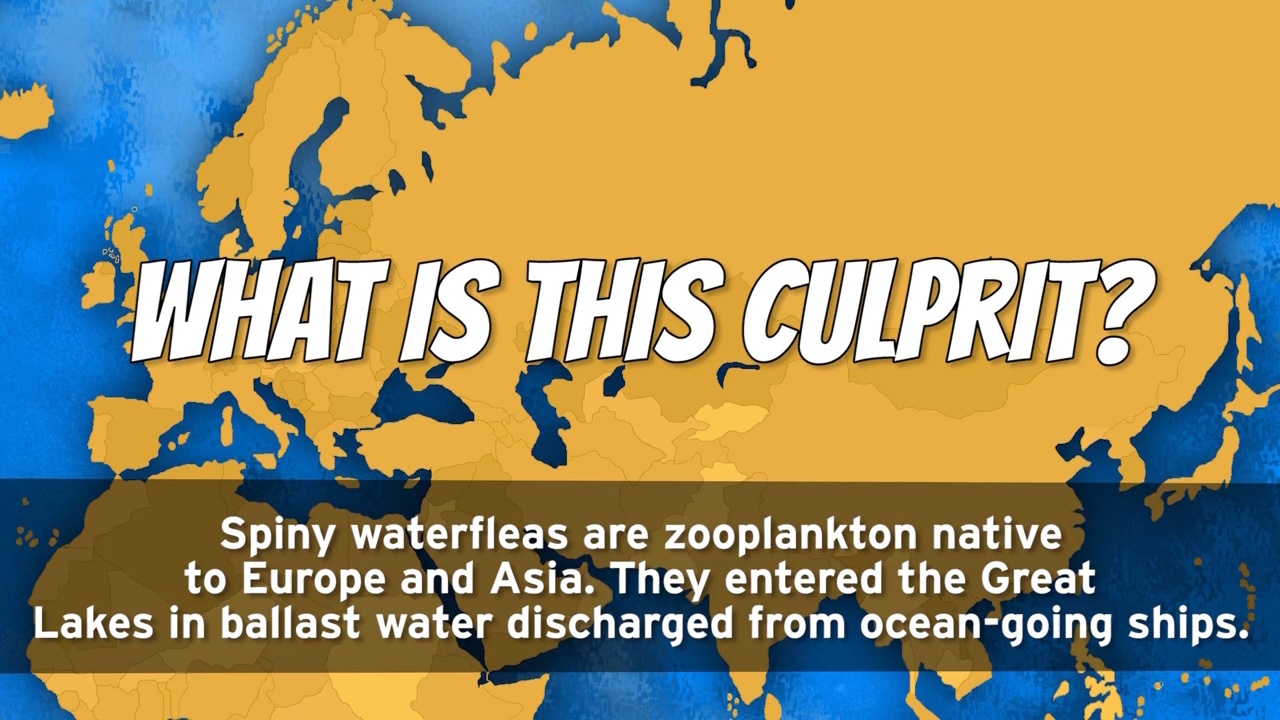 WHAT IS THIS CULPRIT?
Spiny waterfleas are zooplankton native
to Europe and Asia. They entered the Great
Lakes in ballast water discharged from ocean-going ships.